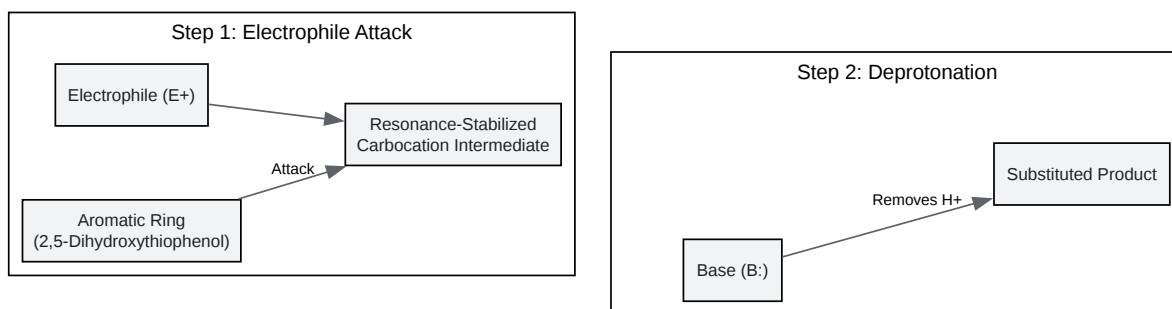 Step 1: Electrophile Attack
Electrophile (E+)
Resonance-Stabilized
Carbocation Intermediate
Attack
Aromatic Ring
(2,5-Dihydroxythiophenol)
Step 2: Deprotonation
Substituted Product
Removes H+
Base (B:)